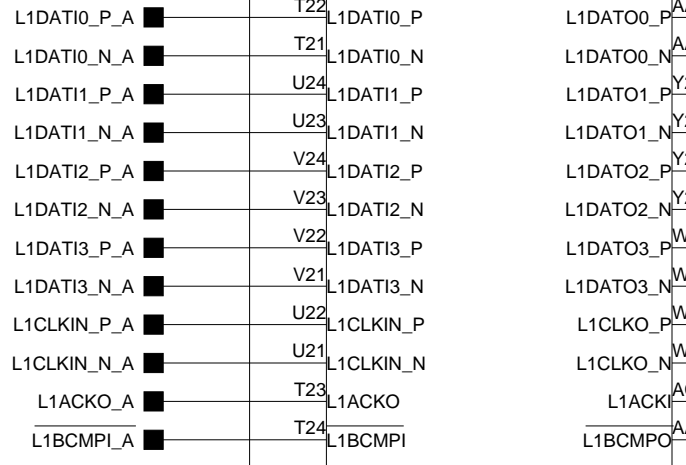 L1DATI0_P_A T22 L1DATI0_P L1DATO0_P
L1DATI0_N_A T21 L1DATI0_N L1DATO0_N
L1DATI1_P_A U24 L1DATI1_P L1DATO1_P
L1DATI1_N_A U23 L1DATI1_N L1DATO1_N
L1DATI2_P_A V24 L1DATI2_P L1DATO2_P
L1DATI2_N_A V23 L1DATI2_N L1DATO2_N
L1DATI3_P_A V22 L1DATI3_P L1DATO3_P
L1DATI3_N_A V21 L1DATI3_N L1DATO3_N
L1CLKIN_P_A U22 L1CLKIN_P L1CLKO_P
L1CLKIN_N_A U21 L1CLKIN_N L1CLKO_N
L1ACKO_A T23 L1ACKO L1ACKI
L1BCMPI_A T24 L1BCMPI L1BCMPO